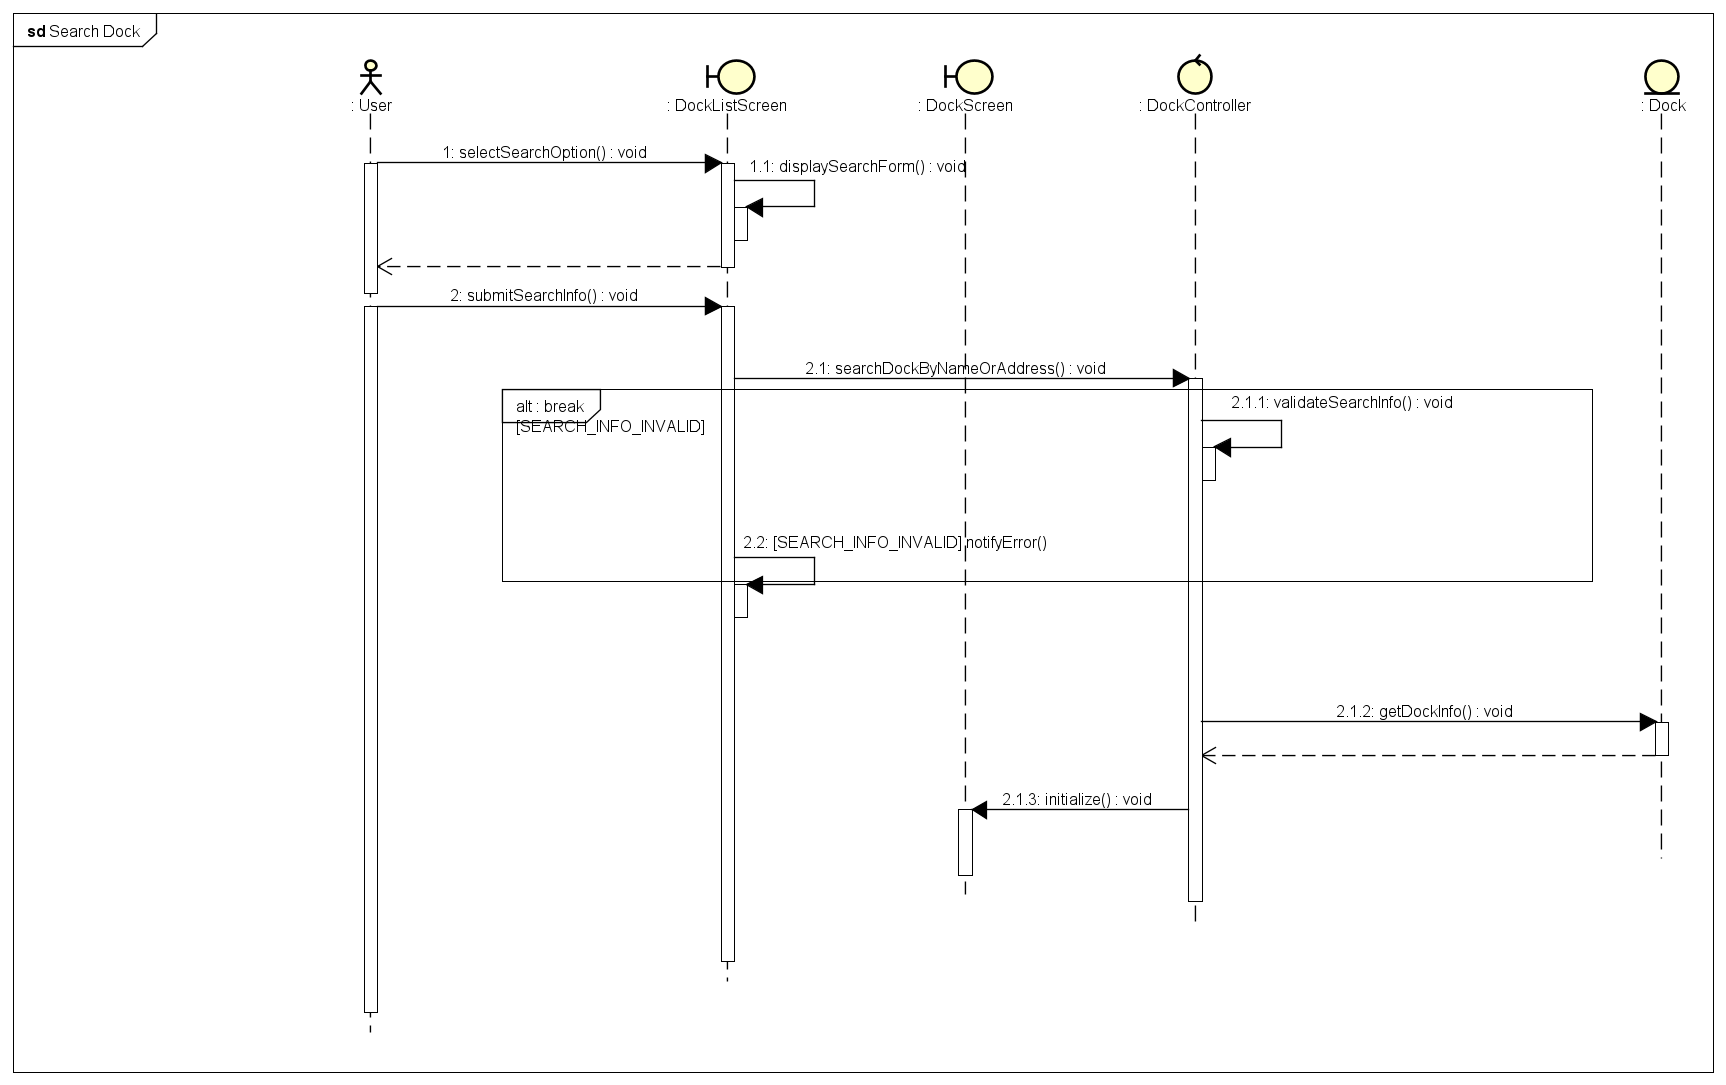 sd Search Dock
: User
: DockListScreen
: DockScreen
: DockController
: Dock
1: selectSearchOption() : void
1.1: displaySearchForm() : void
2: submitSearchInfo() : void
2.1: searchDockByNameOrAddress() : void
alt : break
[SEARCH_INFO_INVALID]
2.1.1: validateSearchInfo() : void
2.2: [SEARCH_INFO_INVALID] notifyError()
2.1.2: getDockInfo() : void
2.1.3: initialize() : void